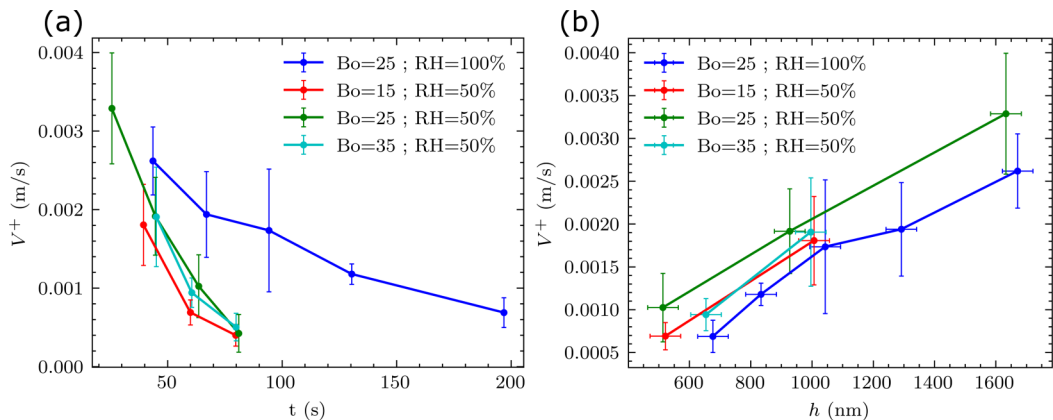 (a)
0.004
0.003
0.002
0.001
0.000
V⁺ (m/s)
50
100
150
200
t (s)
Bo=25 ; RH=100%
Bo=15 ; RH=50%
Bo=25 ; RH=50%
Bo=35 ; RH=50%
(b)
0.0040
0.0035
0.0030
0.0025
0.0020
0.0015
0.0010
0.0005
V⁺ (m/s)
600
800
1000
1200
1400
1600
h (nm)
Bo=25 ; RH=100%
Bo=15 ; RH=50%
Bo=25 ; RH=50%
Bo=35 ; RH=50%